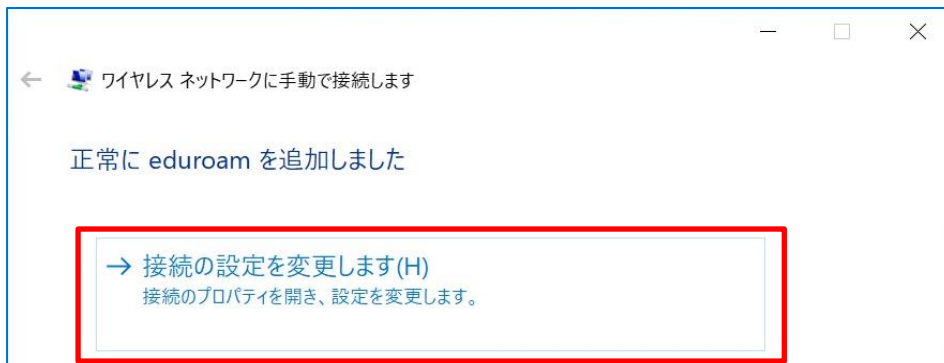 ワイヤレス ネットワークに手動で接続します
正常に eduroam を追加しました
→ 接続の設定を変更します(H)
接続のプロパティを開き、設定を変更します。